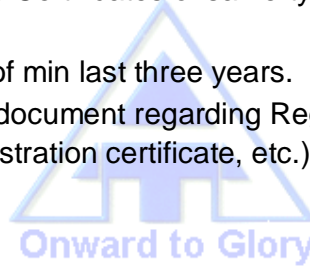 of min last three years.
document regarding Re
stration certificate, etc.)
Onward to Glory